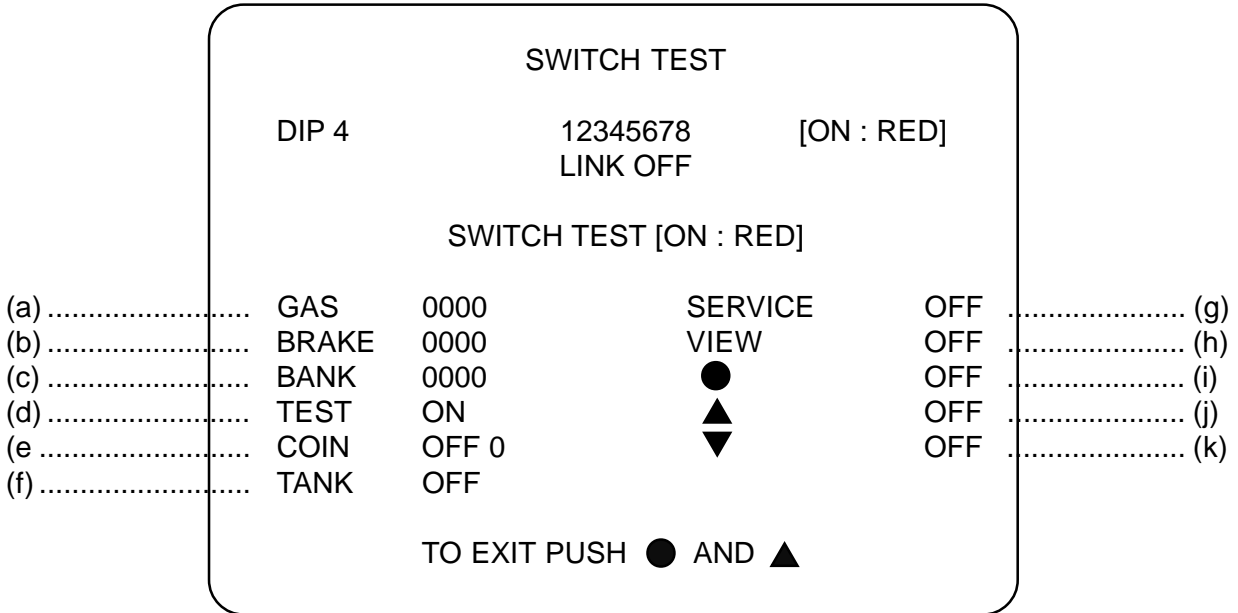 SWITCH TEST
DIP 4 12345678 [ON : RED]
LINK OFF
SWITCH TEST [ON : RED]
(a) ......................... GAS 0000 SERVICE OFF ...................... (g)
(b) ......................... BRAKE 0000 VIEW OFF ...................... (h)
(c) ......................... BANK 0000 ● OFF ...................... (i)
(d) ......................... TEST ON ▲ OFF ...................... (j)
(e .......................... COIN OFF 0 ▼ OFF ...................... (k)
(f) .......................... TANK OFF
TO EXIT PUSH ● AND ▲